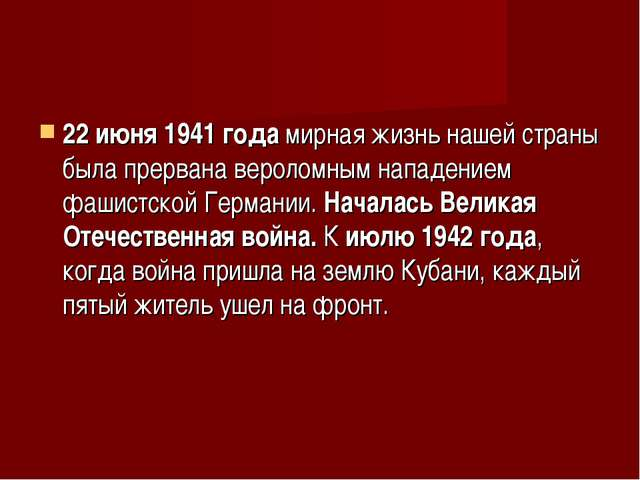 22 июня 1941 года мирная жизнь нашей страны
была прервана вероломным нападением
фашистской Германии. Началась Великая
Отечественная война. К июлю 1942 года,
когда война пришла на землю Кубани, каждый
пятый житель ушел на фронт.